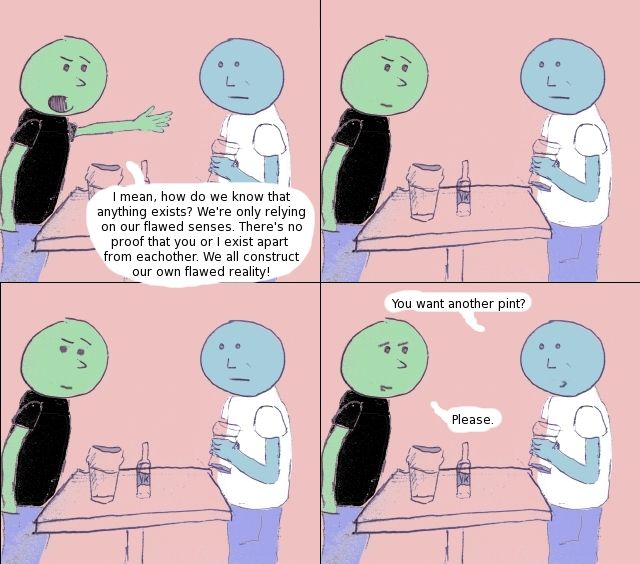 I mean, how do we know that
anything exists? We're only relying
on our flawed senses. There's no
proof that you or I exist apart
from eachother. We all construct
our own flawed reality!
You want another pint?
Please.